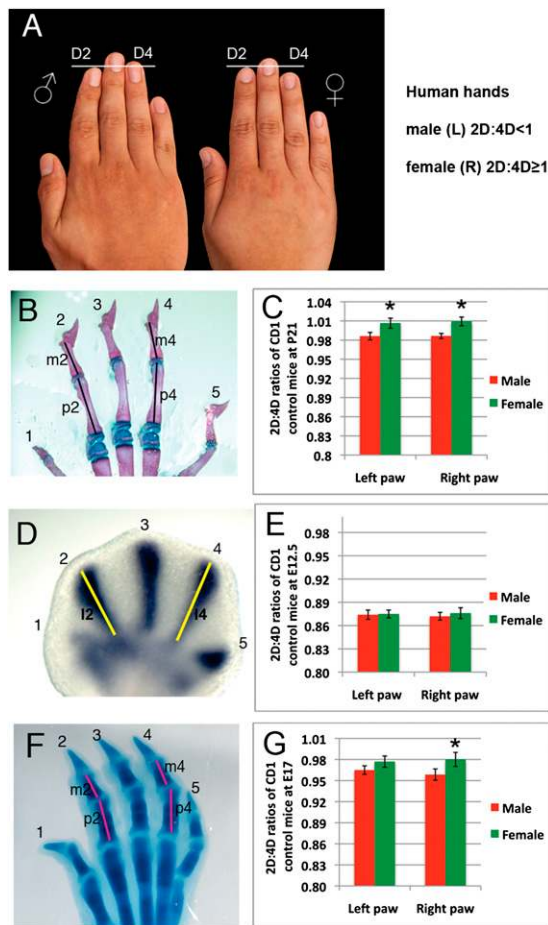 A
D2 D4 D2 D4
♂ ♀
Human hands
male (L) 2D:4D<1
female (R) 2D:4D≥1
B
1 2 3 4 5
m2 m4
p2 p4
C
2D:4D ratios of CD1
control mice at P21
1.04
1.01
0.98
0.96
0.92
0.89
0.86
0.83
0.8
* *
Male
Female
Left paw Right paw
D
1 2 3 4 5
l2 l4
E
2D:4D ratios of CD1
control mice at E12.5
0.98
0.95
0.92
0.89
0.86
0.83
0.80
Male
Female
Left paw Right paw
F
1 2 3 4 5
m2 m4
p2 p4
G
2D:4D ratios of CD1
control mice at E17
1.01
0.98
0.95
0.92
0.89
0.86
0.83
0.80
*
Male
Female
Left paw Right paw